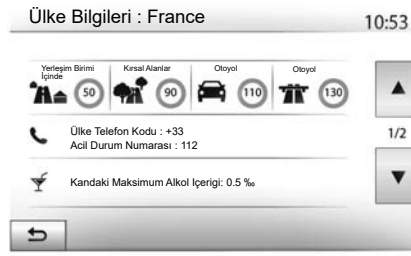 Ülke Bilgileri : France
10:53
Yerleşim Birimi
İçinde
Kırsal Alanlar
Otoyol
Otoyol
50
90
110
130
Ülke Telefon Kodu : +33
Acil Durum Numarası : 112
1/2
Kandaki Maksimum Alkol Içerigi: 0.5 ‰